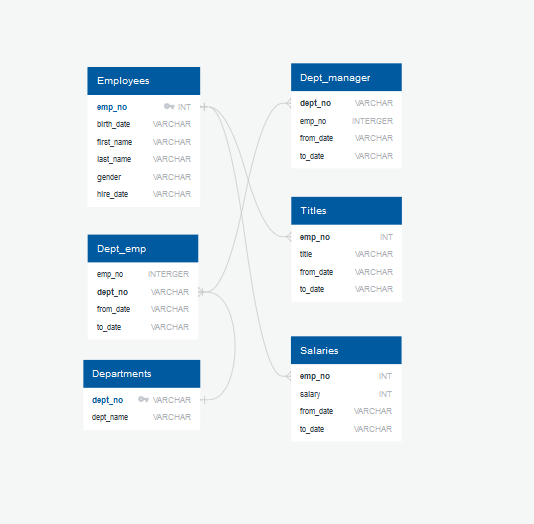 Employees
emp_no INT
birth_date VARCHAR
first_name VARCHAR
last_name VARCHAR
gender VARCHAR
hire_date VARCHAR
Dept_emp
emp_no INTERGER
dept_no VARCHAR
from_date VARCHAR
to_date VARCHAR
Departments
dept_no VARCHAR
dept_name VARCHAR
Dept_manager
dept_no VARCHAR
emp_no INTERGER
from_date VARCHAR
to_date VARCHAR
Titles
emp_no INT
title VARCHAR
from_date VARCHAR
to_date VARCHAR
Salaries
emp_no INT
salary INT
from_date VARCHAR
to_date VARCHAR